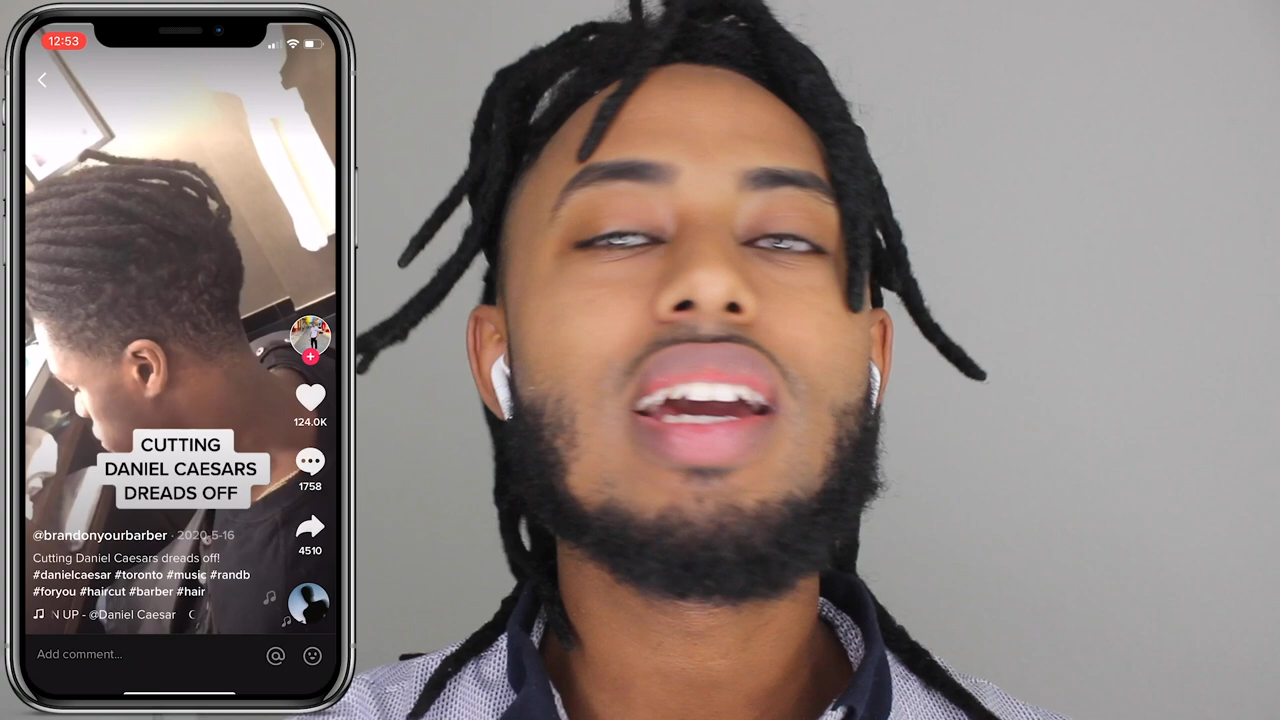 12:53
124.0K
CUTTING
DANIEL CAESARS
DREADS OFF
1758
@brandonyourbarber · 2020-5-16
4510
Cutting Daniel Caesars dreads off!
#danielcaesar #toronto #music #randb
#foryou #haircut #barber #hair
UP - @Daniel Caesar
Add comment...